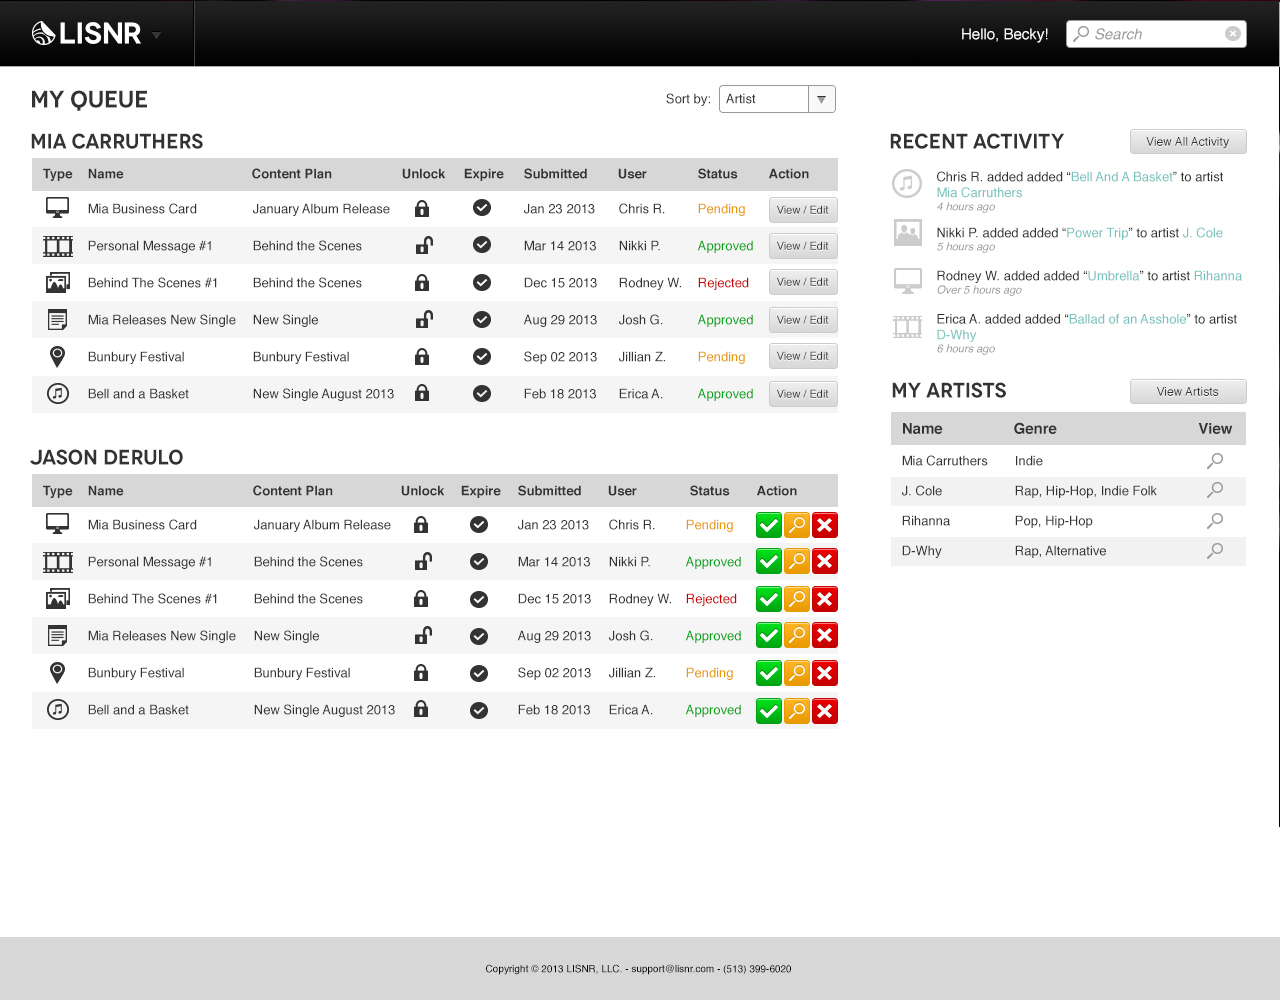 LISNR
Hello, Becky!
Search
MY QUEUE
Sort by: Artist
MIA CARRUTHERS
Type Name Content Plan Unlock Expire Submitted User Status Action
Mia Business Card January Album Release Jan 23 2013 Chris R. Pending View / Edit
Personal Message #1 Behind the Scenes Mar 14 2013 Nikki P. Approved View / Edit
Behind The Scenes #1 Behind the Scenes Dec 15 2013 Rodney W. Rejected View / Edit
Mia Releases New Single New Single Aug 29 2013 Josh G. Approved View / Edit
Bunbury Festival Bunbury Festival Sep 02 2013 Jillian Z. Pending View / Edit
Bell and a Basket New Single August 2013 Feb 18 2013 Erica A. Approved View / Edit
JASON DERULO
Type Name Content Plan Unlock Expire Submitted User Status Action
Mia Business Card January Album Release Jan 23 2013 Chris R. Pending
Personal Message #1 Behind the Scenes Mar 14 2013 Nikki P. Approved
Behind The Scenes #1 Behind the Scenes Dec 15 2013 Rodney W. Rejected
Mia Releases New Single New Single Aug 29 2013 Josh G. Approved
Bunbury Festival Bunbury Festival Sep 02 2013 Jillian Z. Pending
Bell and a Basket New Single August 2013 Feb 18 2013 Erica A. Approved
RECENT ACTIVITY
View All Activity
Chris R. added added “Bell And A Basket” to artist
Mia Carruthers
4 hours ago
Nikki P. added added “Power Trip” to artist J. Cole
5 hours ago
Rodney W. added added “Umbrella” to artist Rihanna
Over 5 hours ago
Erica A. added added “Ballad of an Asshole” to artist
D-Why
6 hours ago
MY ARTISTS
View Artists
Name Genre View
Mia Carruthers Indie
J. Cole Rap, Hip-Hop, Indie Folk
Rihanna Pop, Hip-Hop
D-Why Rap, Alternative
Copyright © 2013 LISNR, LLC. - support@lisnr.com - (513) 399-6020